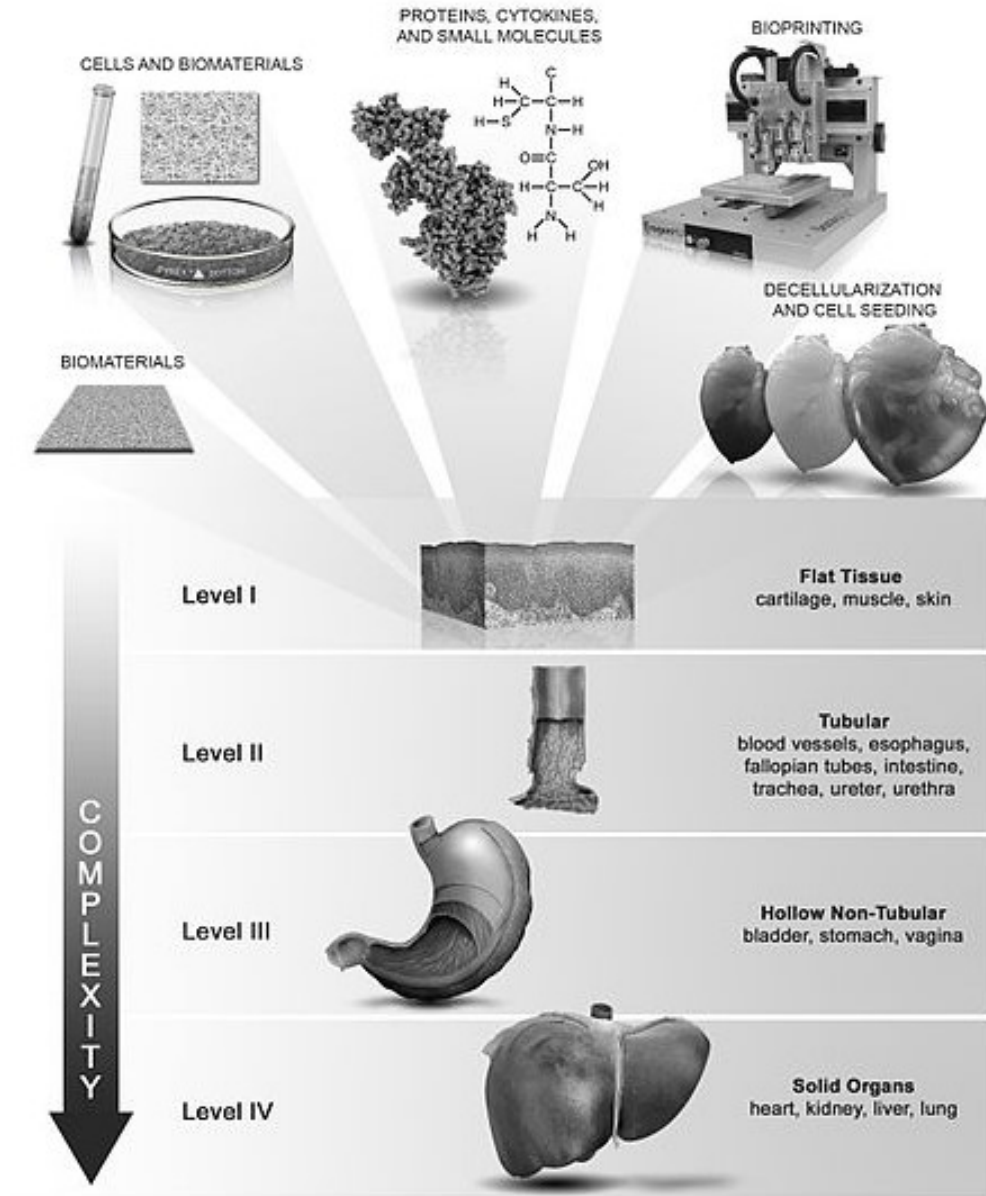 PROTEINS, CYTOKINES,
AND SMALL MOLECULES
BIOPRINTING
CELLS AND BIOMATERIALS
C
H
H-C-C-H
H-S
N-H
O=C
OH
H-C-C-H
H
N
H H
DECELLULARIZATION
AND CELL SEEDING
BIOMATERIALS
Level I
Flat Tissue
cartilage, muscle, skin
Level II
Tubular
blood vessels, esophagus,
fallopian tubes, intestine,
trachea, ureter, urethra
COMPLEXITY
Level III
Hollow Non-Tubular
bladder, stomach, vagina
Level IV
Solid Organs
heart, kidney, liver, lung